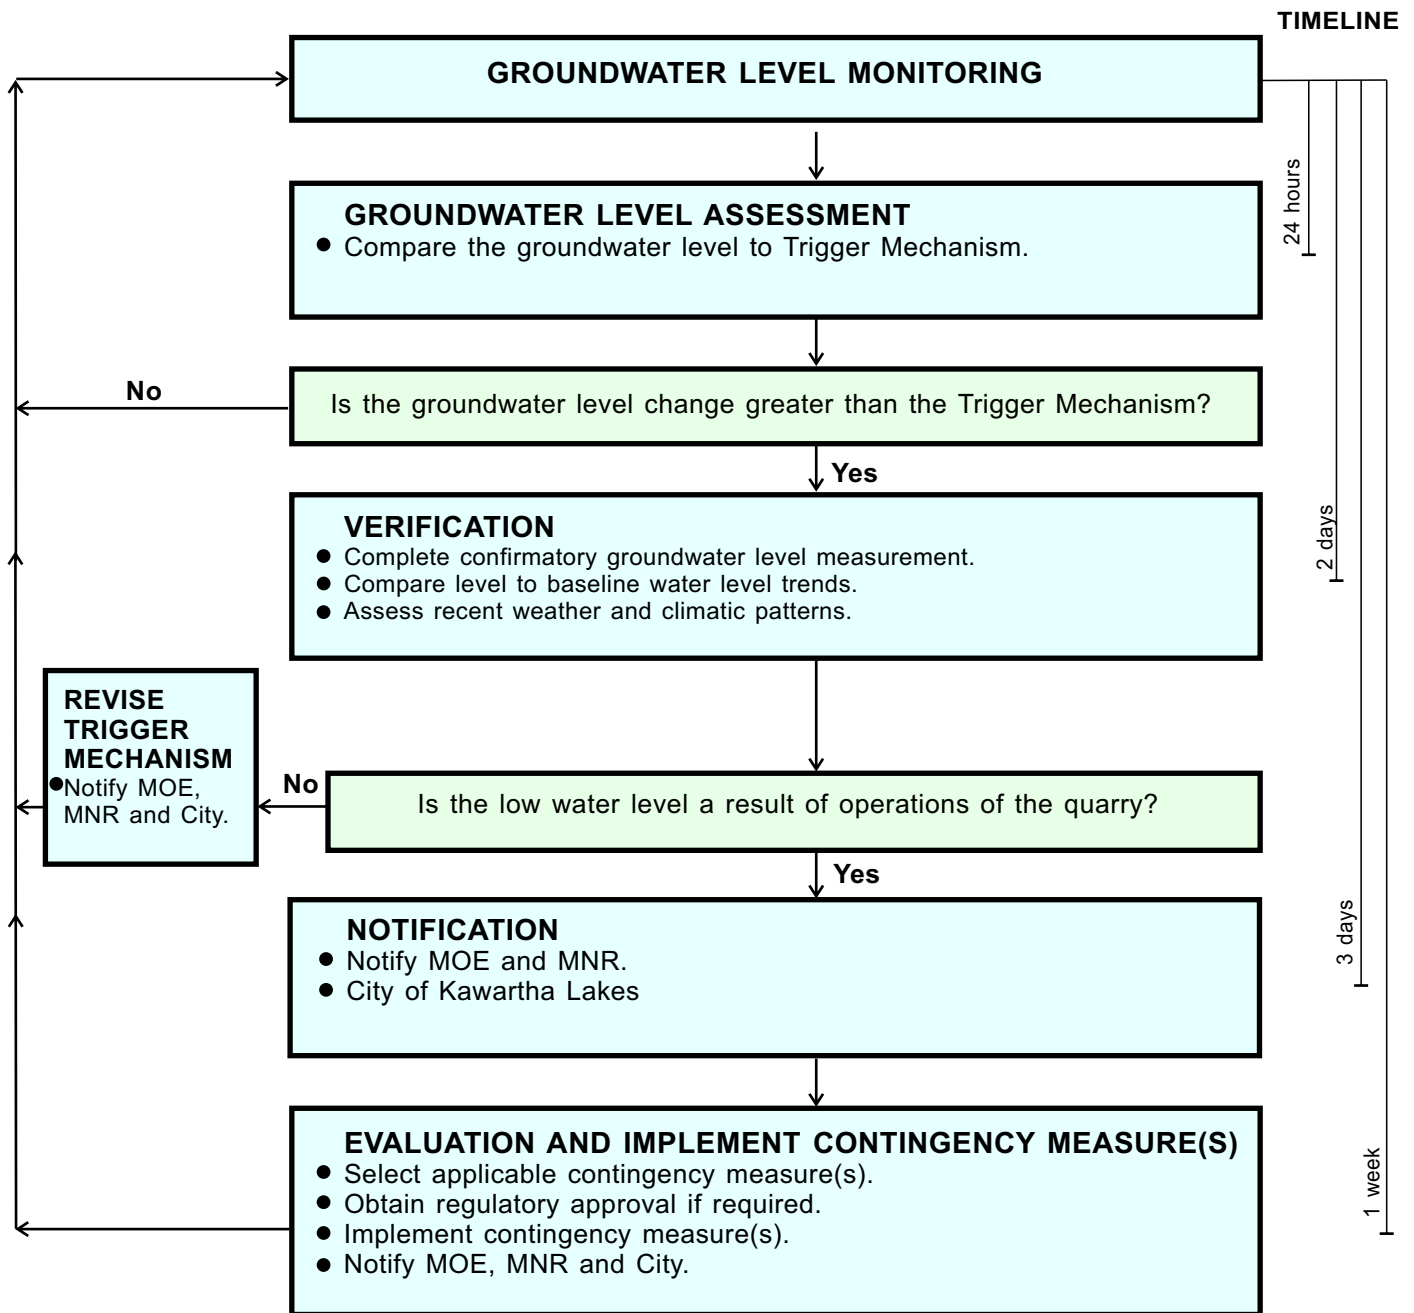 TIMELINE
GROUNDWATER LEVEL MONITORING
24 hours
GROUNDWATER LEVEL ASSESSMENT
● Compare the groundwater level to Trigger Mechanism.
No
Is the groundwater level change greater than the Trigger Mechanism?
Yes
2 days
VERIFICATION
● Complete confirmatory groundwater level measurement.
● Compare level to baseline water level trends.
● Assess recent weather and climatic patterns.
REVISE
TRIGGER
MECHANISM
● Notify MOE,
MNR and City.
No
Is the low water level a result of operations of the quarry?
Yes
3 days
NOTIFICATION
● Notify MOE and MNR.
● City of Kawartha Lakes
EVALUATION AND IMPLEMENT CONTINGENCY MEASURE(S)
● Select applicable contingency measure(s).
● Obtain regulatory approval if required.
● Implement contingency measure(s).
● Notify MOE, MNR and City.
1 week